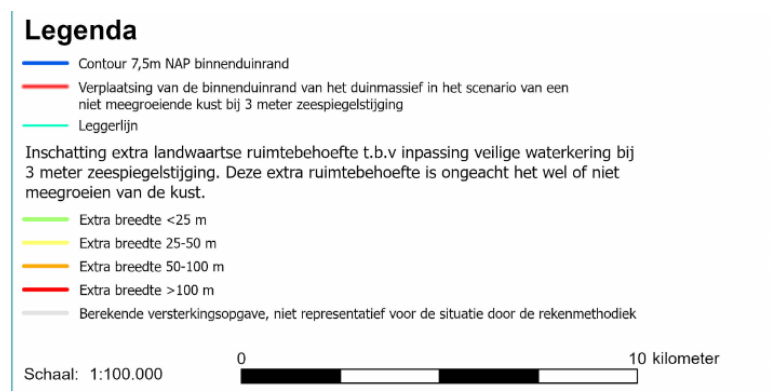 Legenda
Contour 7,5m NAP binnenduinrand
Verplaatsing van de binnenduinrand van het duinmassief in het scenario van een
niet meegroeiende kust bij 3 meter zeespiegelstijging
Leggerlijn
Inschatting extra landwaartse ruimtebehoefte t.b.v inpassing veilige waterkering bij
3 meter zeespiegelstijging. Deze extra ruimtebehoefte is ongeacht het wel of niet
meegroeien van de kust.
Extra breedte <25 m
Extra breedte 25-50 m
Extra breedte 50-100 m
Extra breedte >100 m
Berekende versterkingsopgave, niet representatief voor de situatie door de rekenmethodiek
0 10 kilometer
Schaal: 1:100.000